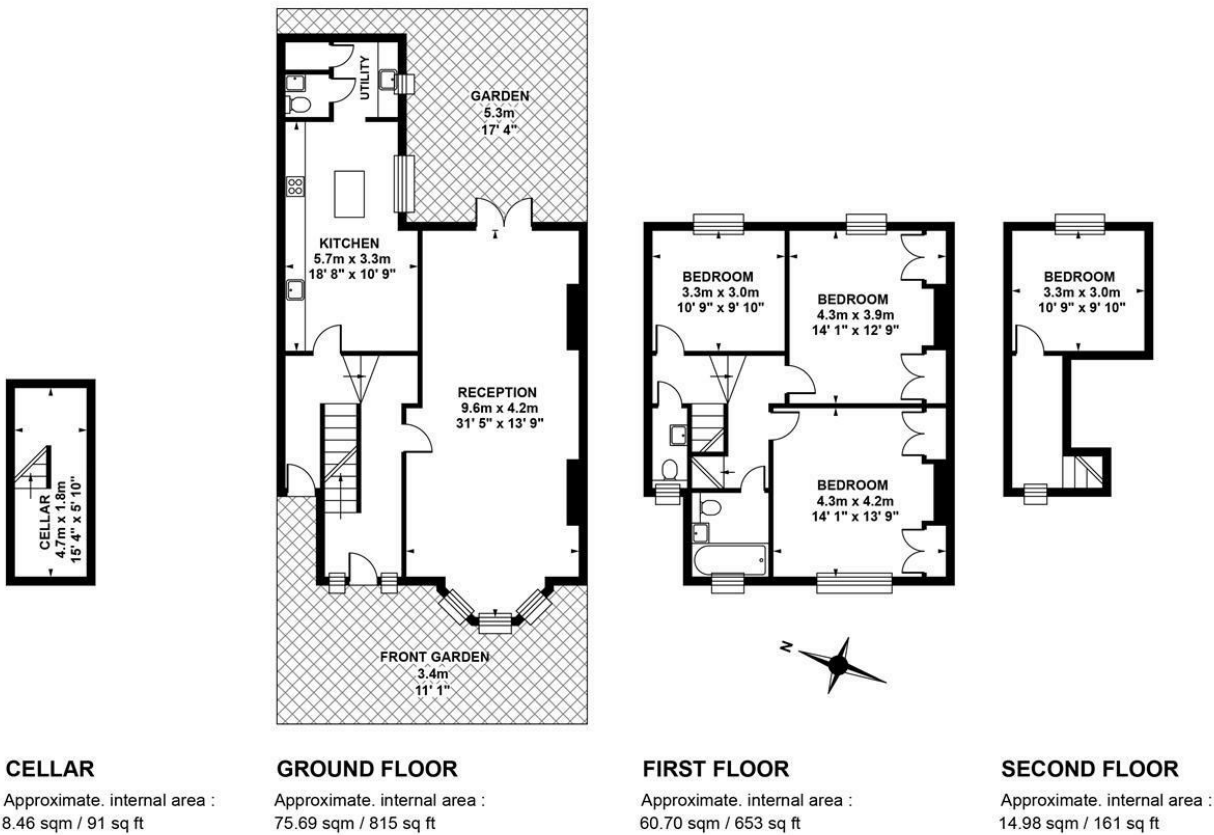 UTILITY
GARDEN
5.3m
17' 4"
KITCHEN
5.7m x 3.3m
18' 8" x 10' 9"
RECEPTION
9.6m x 4.2m
31' 5" x 13' 9"
CELLAR
4.7m x 1.8m
15' 4" x 5' 10"
FRONT GARDEN
3.4m
11' 1"
BEDROOM
3.3m x 3.0m
10' 9" x 9' 10"
BEDROOM
4.3m x 3.9m
14' 1" x 12' 9"
BEDROOM
4.3m x 4.2m
14' 1" x 13' 9"
BEDROOM
3.3m x 3.0m
10' 9" x 9' 10"
N
CELLAR
Approximate. internal area :
8.46 sqm / 91 sq ft
GROUND FLOOR
Approximate. internal area :
75.69 sqm / 815 sq ft
FIRST FLOOR
Approximate. internal area :
60.70 sqm / 653 sq ft
SECOND FLOOR
Approximate. internal area :
14.98 sqm / 161 sq ft